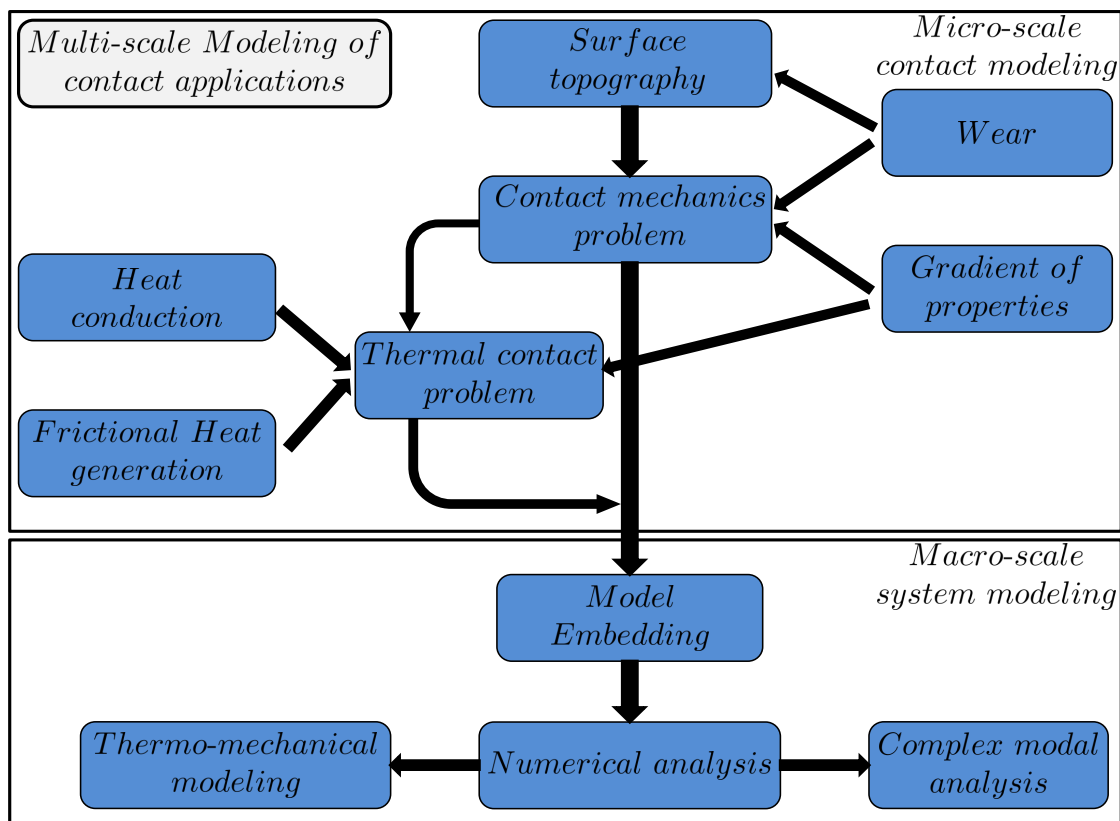 Multi-scale Modeling of
contact applications
Surface
topography
Micro-scale
contact modeling
Wear
Contact mechanics
problem
Heat
conduction
Gradient of
properties
Thermal contact
problem
Frictional Heat
generation
Macro-scale
system modeling
Model
Embedding
Thermo-mechanical
modeling
Numerical analysis
Complex modal
analysis